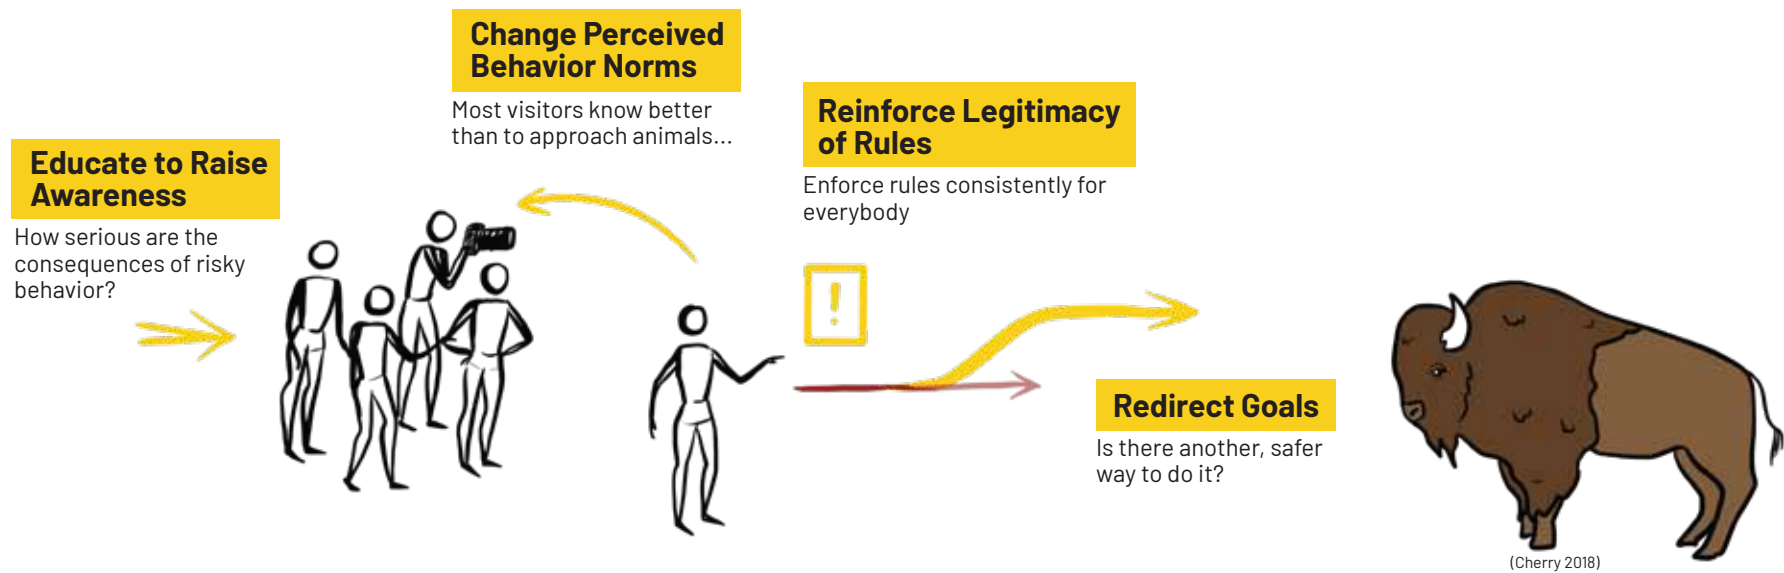 Educate to Raise
Awareness
How serious are the
consequences of risky
behavior?
Change Perceived
Behavior Norms
Most visitors know better
than to approach animals...
Reinforce Legitimacy
of Rules
Enforce rules consistently for
everybody
!
Redirect Goals
Is there another, safer
way to do it?
(Cherry 2018)